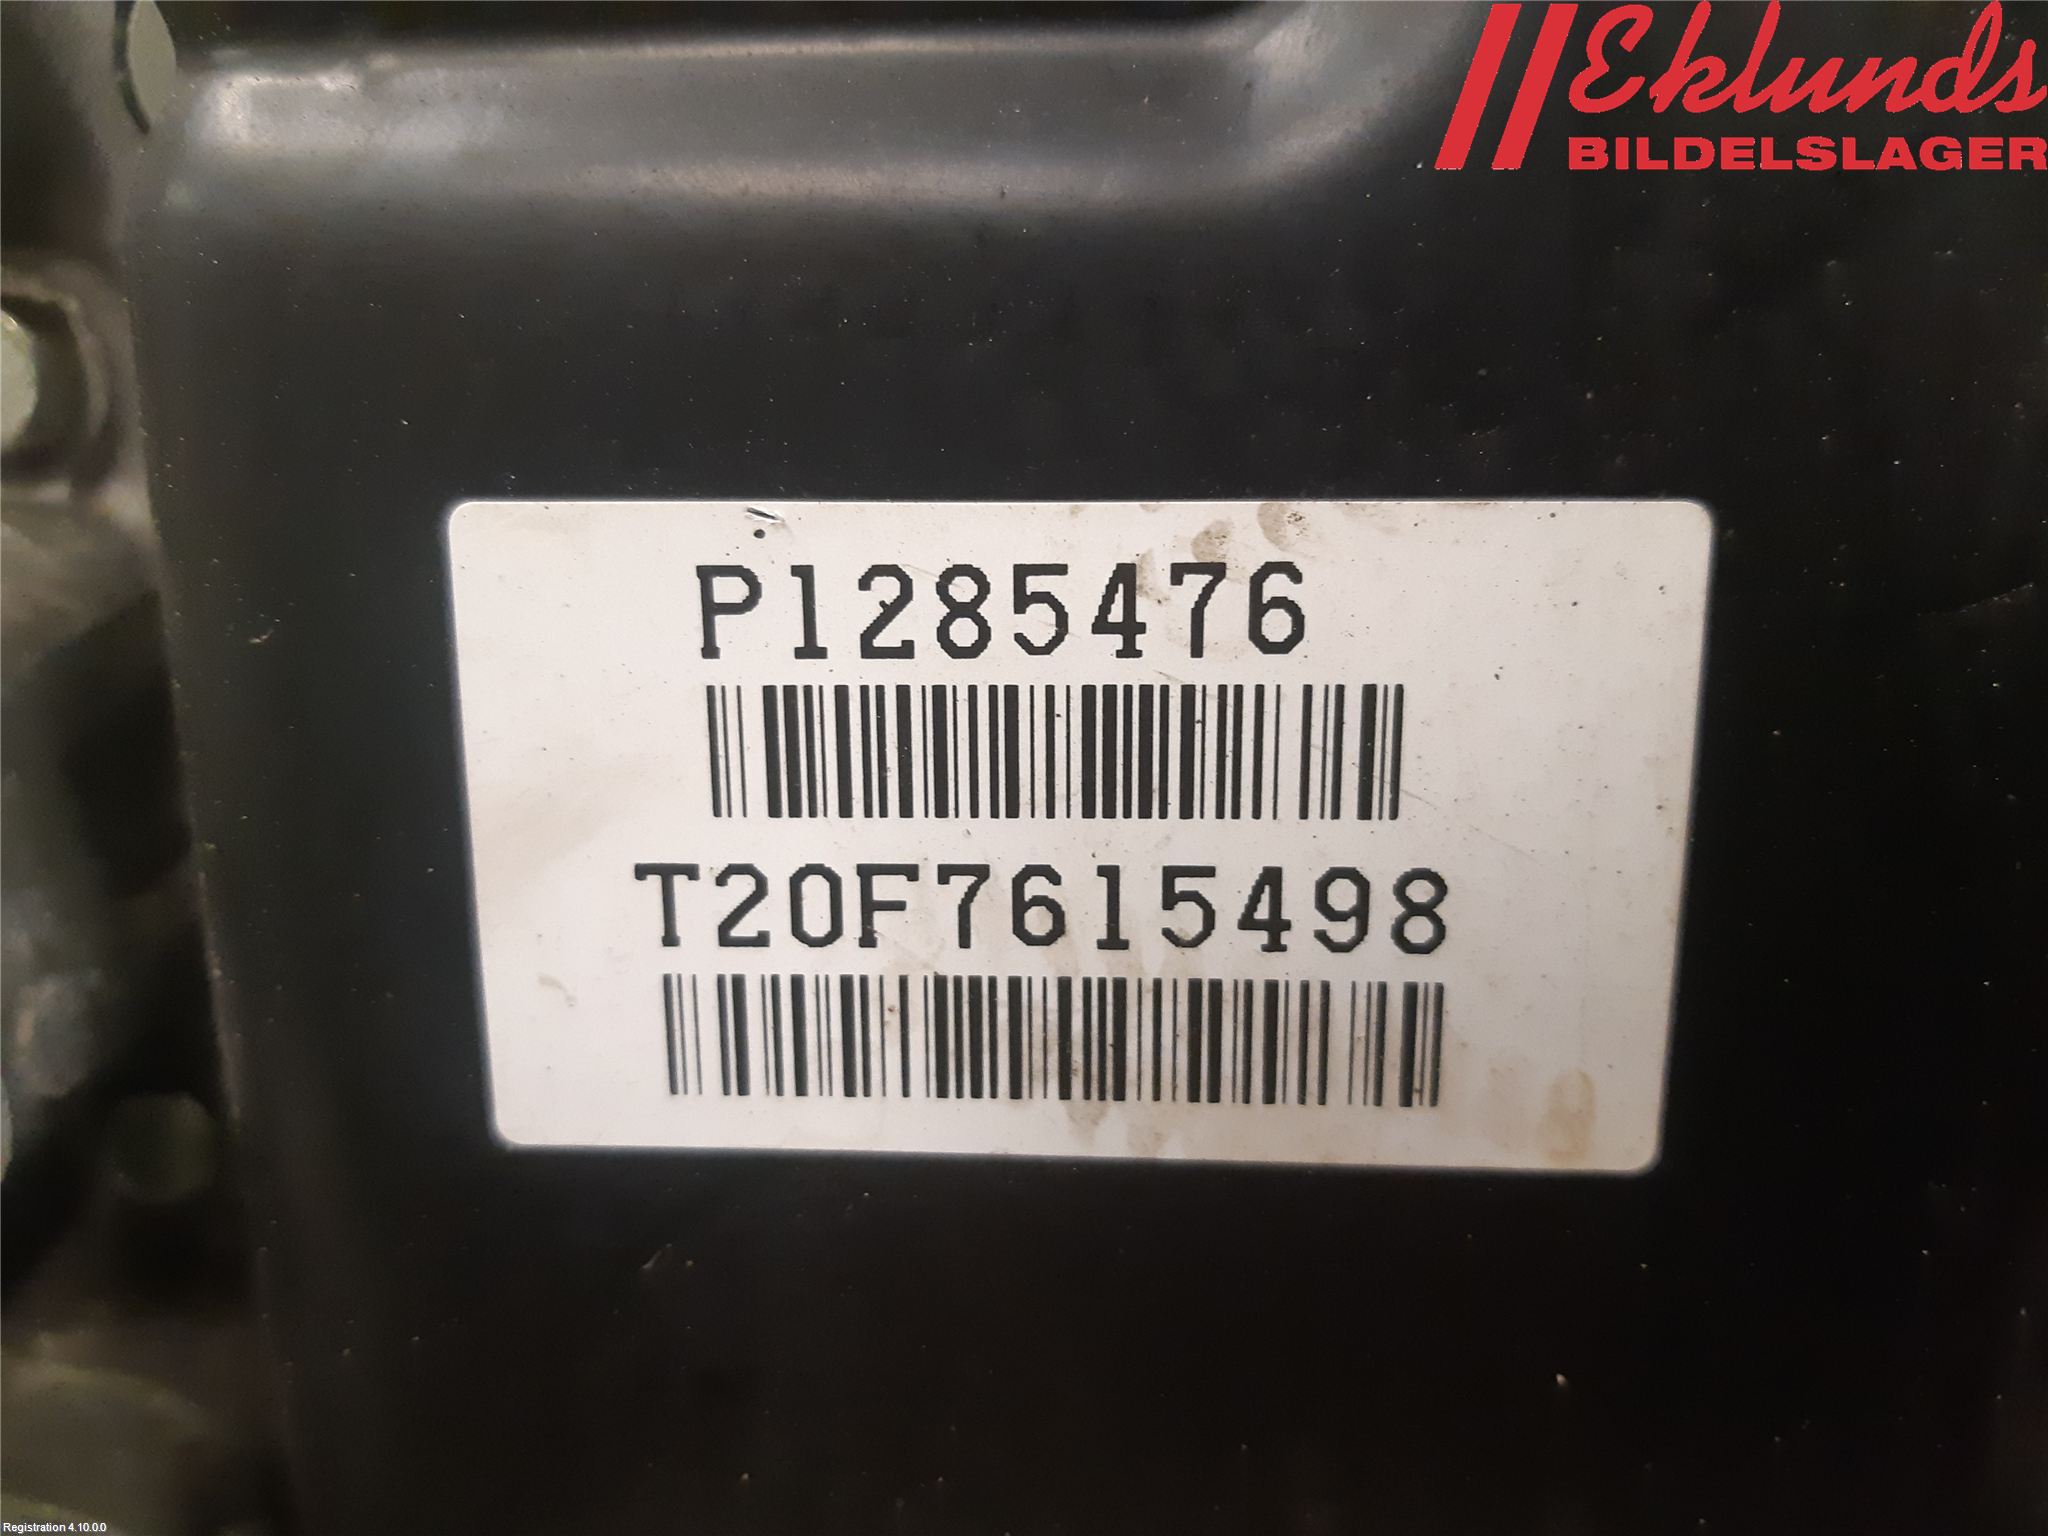 Eklunds
BILDELSLAGER
P1285476
T20F7615498
Registration 4.10.0.0